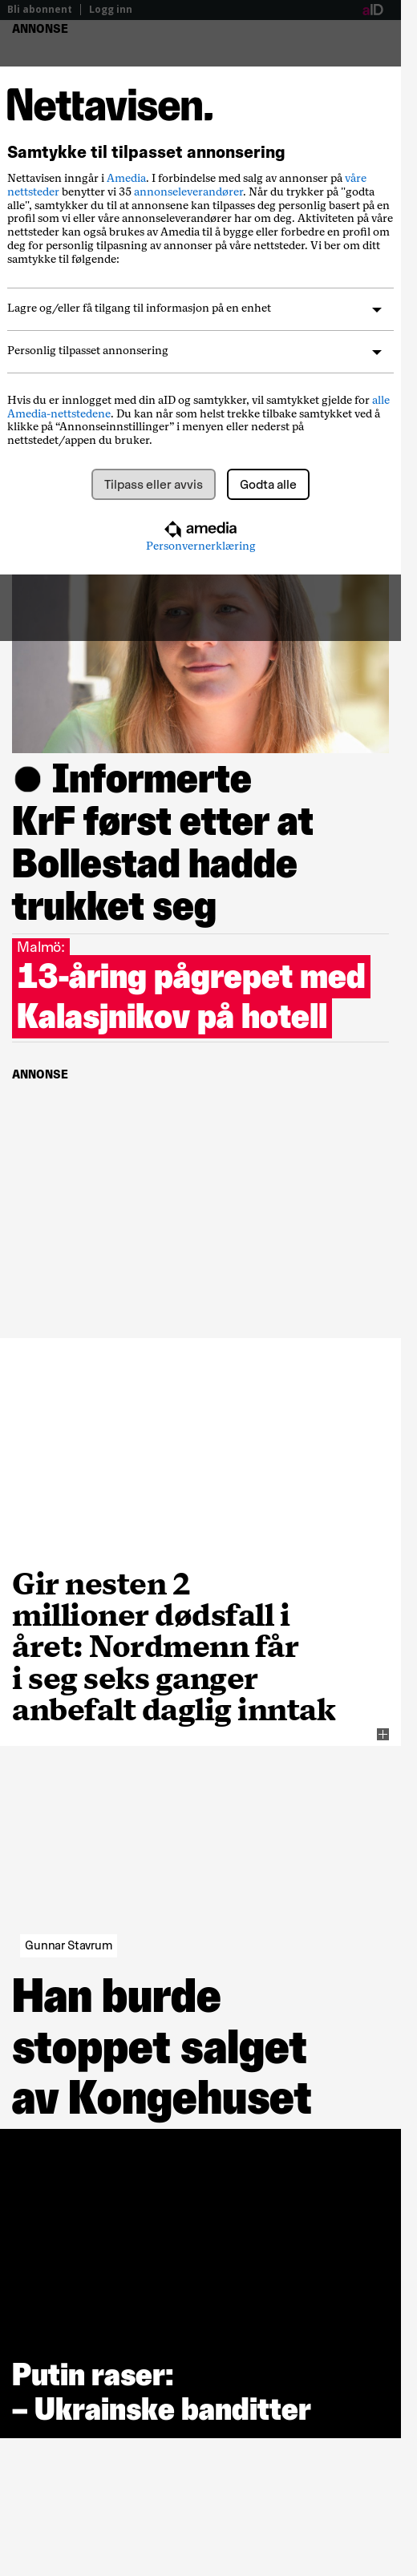 Bli abonnent | Logg inn
aID
ANNONSE
Nettavisen.
Samtykke til tilpasset annonsering
Nettavisen inngår i Amedia. I forbindelse med salg av annonser på våre
nettsteder benytter vi 35 annonseleverandører. Når du trykker på "godta
alle", samtykker du til at annonsene kan tilpasses deg personlig basert på en
profil som vi eller våre annonseleverandører har om deg. Aktiviteten på våre
nettsteder kan også brukes av Amedia til å bygge eller forbedre en profil om
deg for personlig tilpasning av annonser på våre nettsteder. Vi ber om ditt
samtykke til følgende:
Lagre og/eller få tilgang til informasjon på en enhet
Personlig tilpasset annonsering
Hvis du er innlogget med din aID og samtykker, vil samtykket gjelde for alle
Amedia-nettstedene. Du kan når som helst trekke tilbake samtykket ved å
klikke på “Annonseinnstillinger” i menyen eller nederst på
nettstedet/appen du bruker.
Tilpass eller avvis
Godta alle
amedia
Personvernerklæring
● Informerte
KrF først etter at
Bollestad hadde
trukket seg
Malmö:
13-åring pågrepet med
Kalasjnikov på hotell
ANNONSE
Gir nesten 2
millioner dødsfall i
året: Nordmenn får
i seg seks ganger
anbefalt daglig inntak
Gunnar Stavrum
Han burde
stoppet salget
av Kongehuset
Putin raser:
– Ukrainske banditter